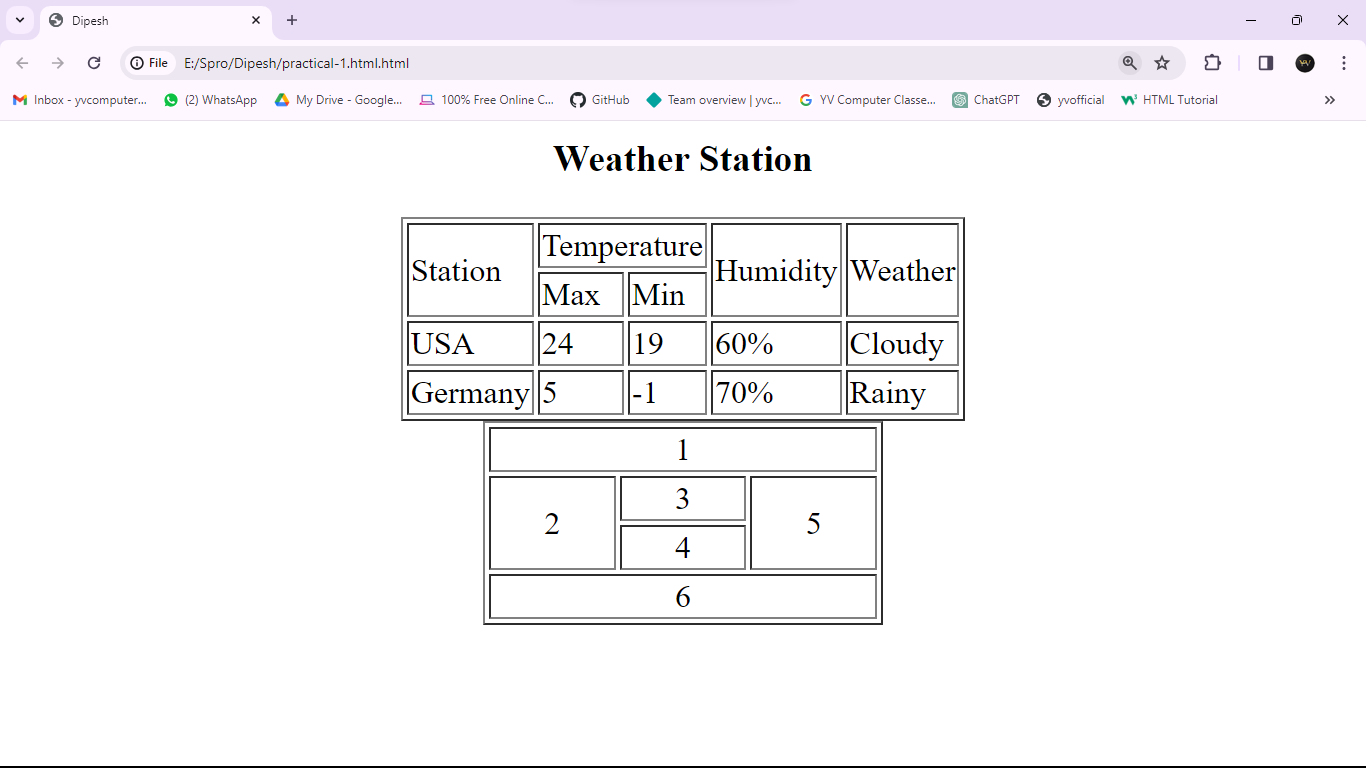 Dipesh
File E:/Spro/Dipesh/practical-1.html.html
Inbox - yvcomputer... (2) WhatsApp My Drive - Google... 100% Free Online C... GitHub Team overview | yvc... YV Computer Classe... ChatGPT yvofficial HTML Tutorial
Weather Station
Station Temperature Humidity Weather
Max Min
USA 24 19 60% Cloudy
Germany 5 -1 70% Rainy
1
2 3 5
4
6